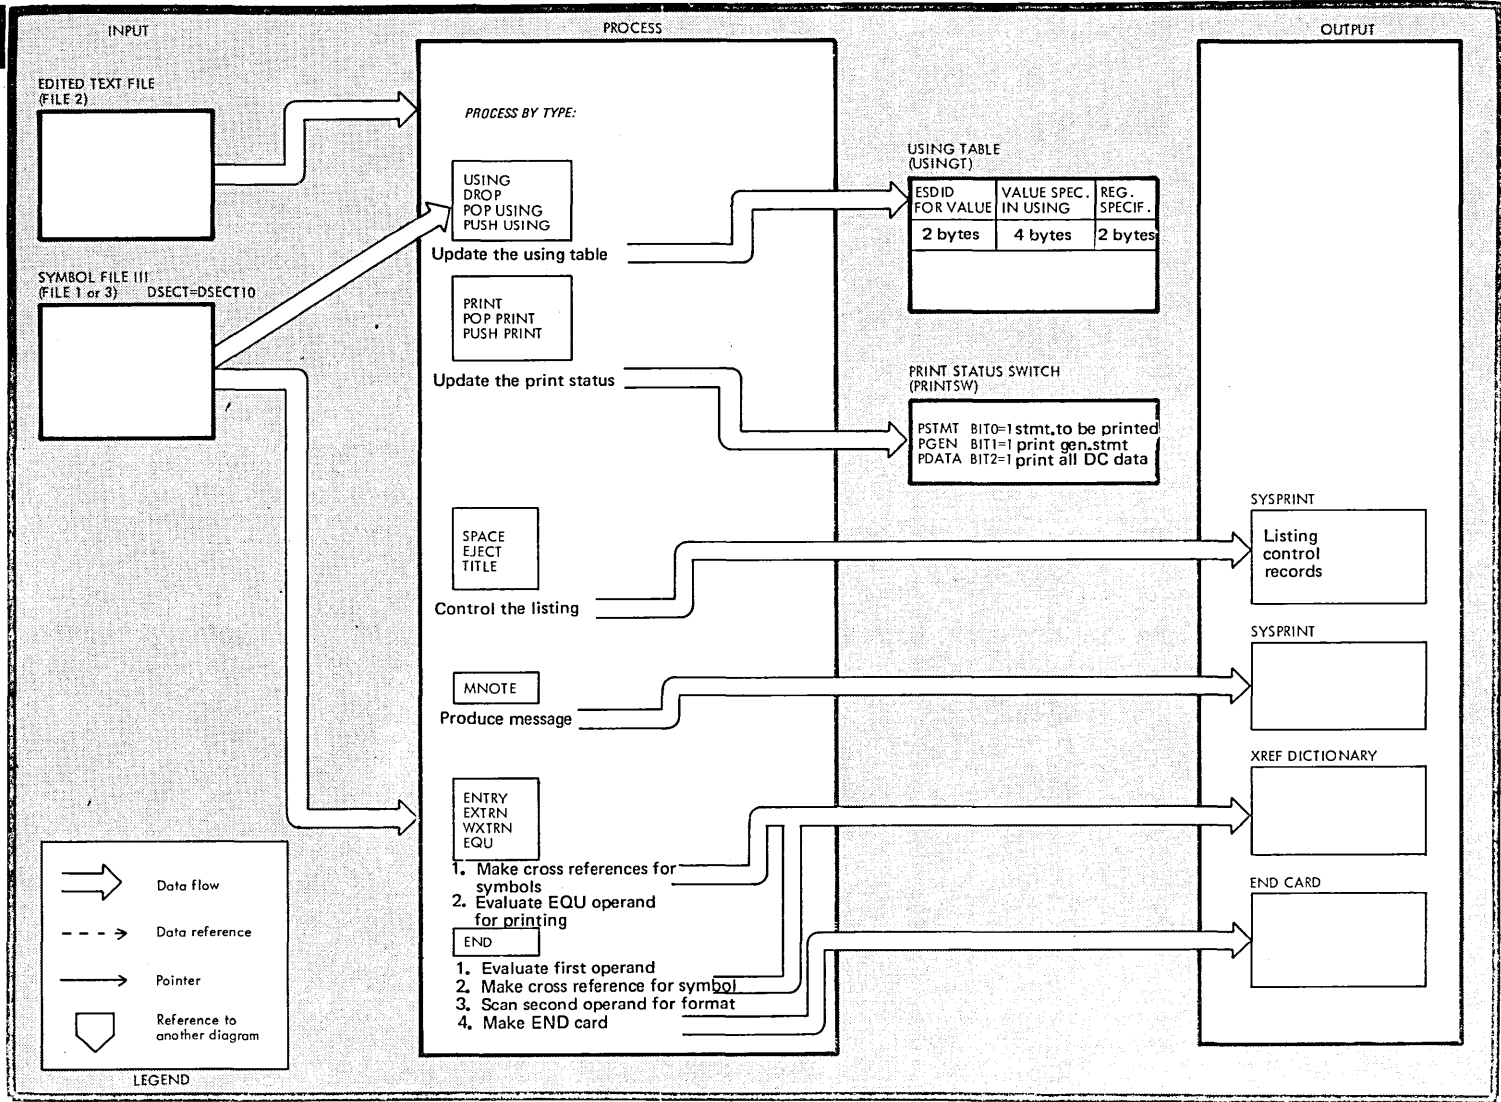 INPUT
PROCESS
OUTPUT
EDITED TEXT FILE
(FILE 2)
SYMBOL FILE III
(FILE 1 or 3) DSECT=DSECT10
PROCESS BY TYPE:
USING
DROP
POP USING
PUSH USING
Update the using table
PRINT
POP PRINT
PUSH PRINT
Update the print status
SPACE
EJECT
TITLE
Control the listing
MNOTE
Produce message
ENTRY
EXTRN
WXTRN
EQU
1. Make cross references for
symbols
2. Evaluate EQU operand
for printing
END
1. Evaluate first operand
2. Make cross reference for symbol
3. Scan second operand for format
4. Make END card
USING TABLE
(USINGT)
ESDID
FOR VALUE
VALUE SPEC.
IN USING
REG.
SPECIF.
2 bytes
4 bytes
2 bytes
PRINT STATUS SWITCH
(PRINTSW)
PSTMT BIT0=1 stmt.to be printed
PGEN BIT1=1 print gen.stmt
PDATA BIT2=1 print all DC data
SYSPRINT
Listing
control
records
SYSPRINT
XREF DICTIONARY
END CARD
Data flow
Data reference
Pointer
Reference to
another diagram
LEGEND